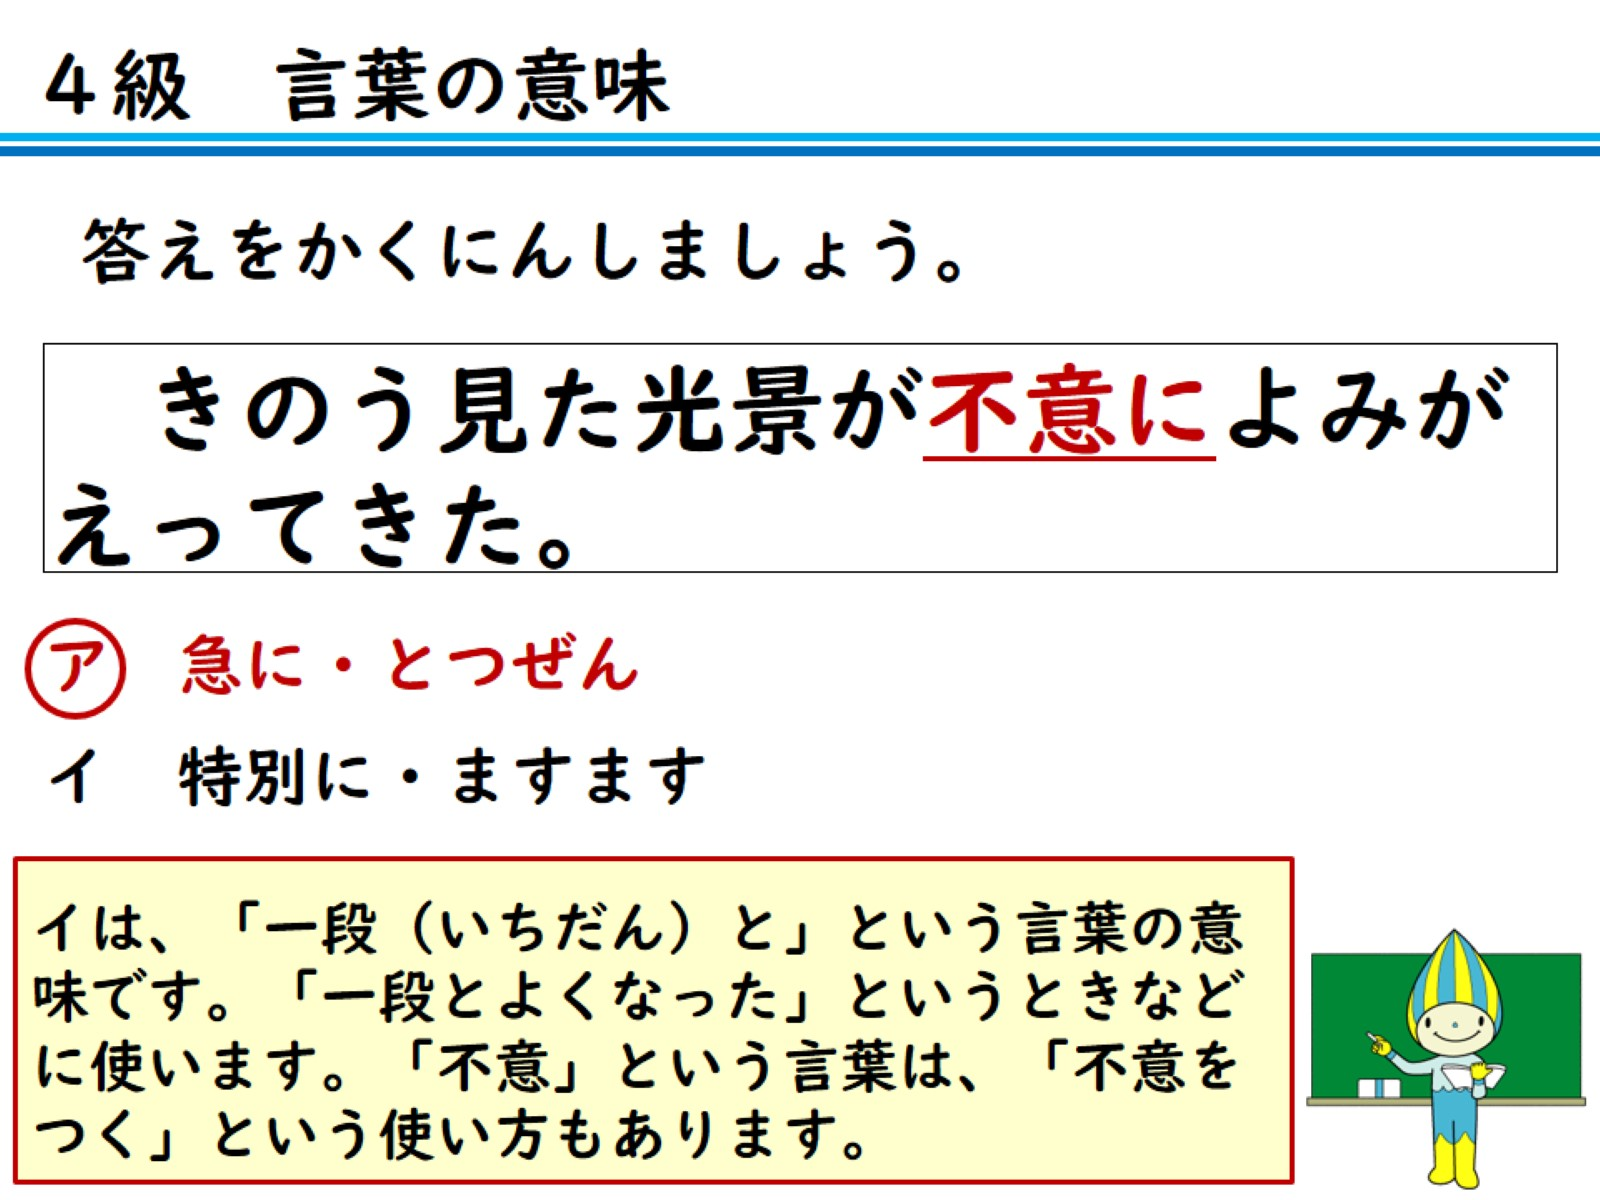 ４級　言葉の意味
答えをかくにんしましょう。
きのう見た光景が不意によみが
えってきた。
ア　急に・とつぜん
イ　特別に・ますます
イは、「一段（いちだん）と」という言葉の意
味です。「一段とよくなった」というときなど
に使います。「不意」という言葉は、「不意を
つく」という使い方もあります。